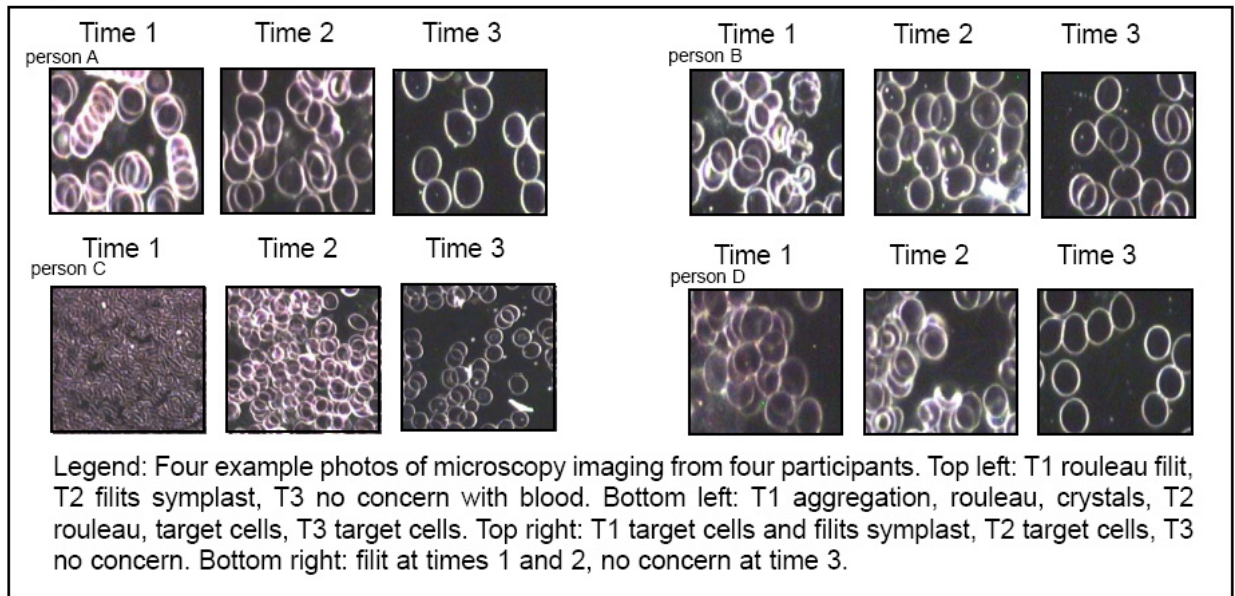 Time 1 Time 2 Time 3 Time 1 Time 2 Time 3
person A person B
Time 1 Time 2 Time 3 Time 1 Time 2 Time 3
person C person D
Legend: Four example photos of microscopy imaging from four participants. Top left: T1 rouleau filit,
T2 filits symplast, T3 no concern with blood. Bottom left: T1 aggregation, rouleau, crystals, T2
rouleau, target cells, T3 target cells. Top right: T1 target cells and filits symplast, T2 target cells, T3
no concern. Bottom right: filit at times 1 and 2, no concern at time 3.